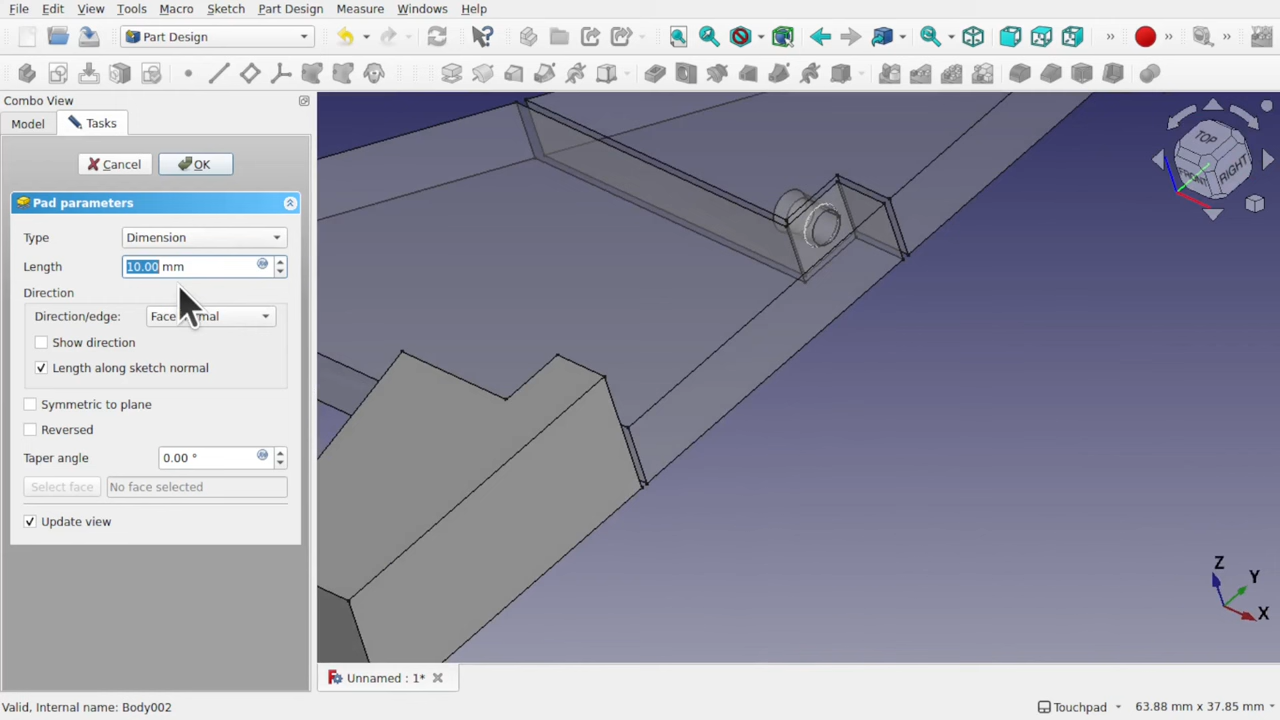 File Edit View Tools Macro Sketch Part Design Measure Windows Help
Part Design
Combo View
Model Tasks
Cancel OK
Pad parameters
Type Dimension
Length 10.00 mm
Direction
Direction/edge:
Show direction
Length along sketch normal
Symmetric to plane
Reversed
Taper angle 0.00 °
Select face No face selected
Update view
TOP
FRONT RIGHT
Z
Y
X
Unnamed : 1*
Valid, Internal name: Body002 Touchpad 63.88 mm x 37.85 mm